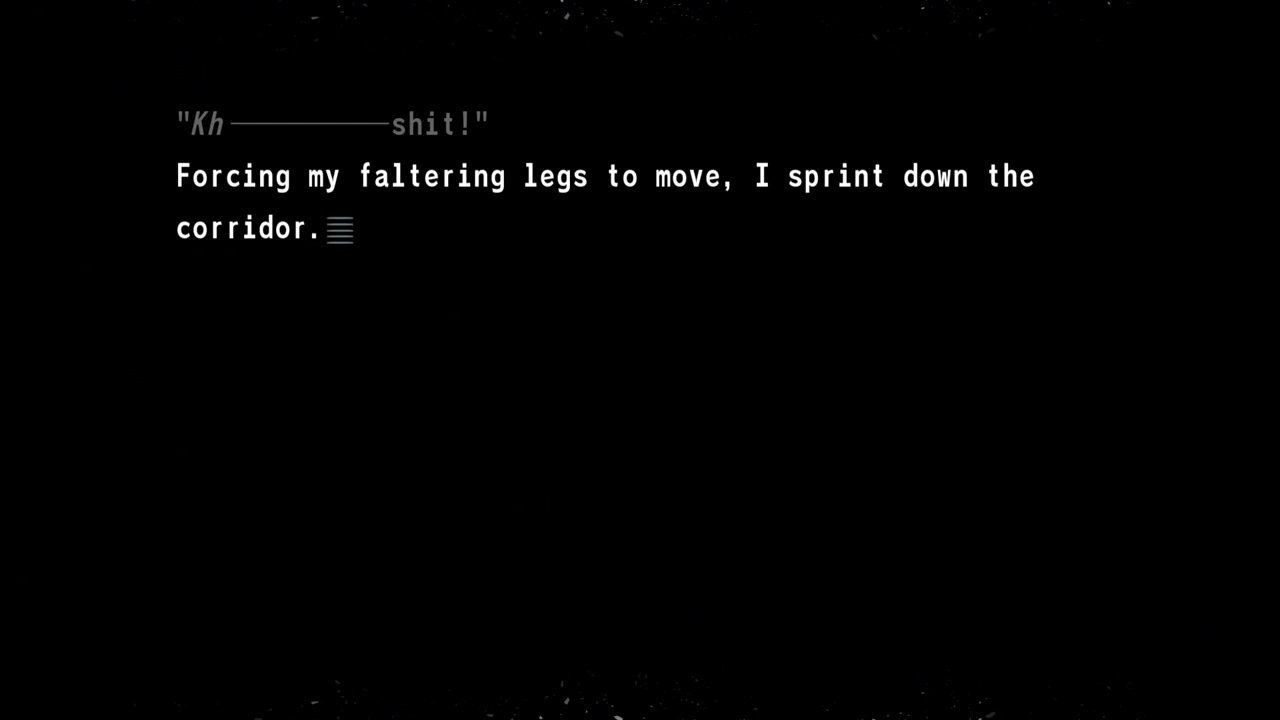 "Kh——————shit!"
Forcing my faltering legs to move, I sprint down the
corridor.